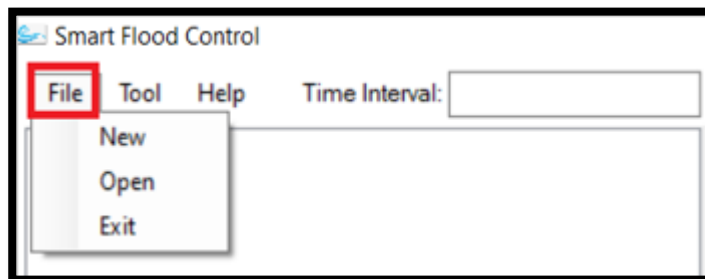 Smart Flood Control
File Tool Help Time Interval:
New
Open
Exit